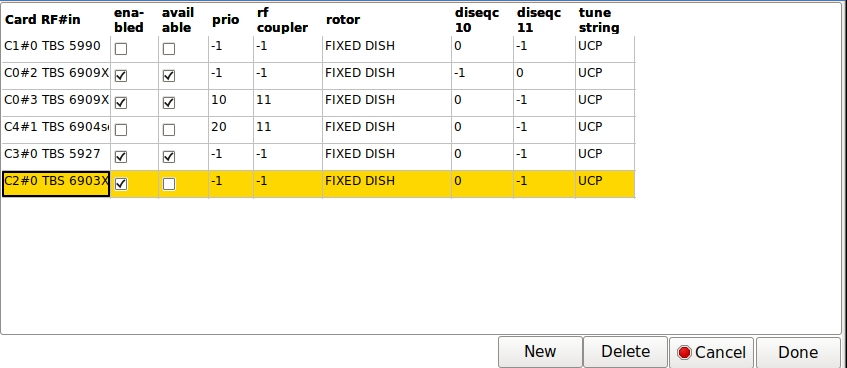 Card RF#in ena-bled avail able prio rf coupler rotor diseqc 10 diseqc 11 tune string
C1#0 TBS 5990 -1 -1 FIXED DISH 0 -1 UCP
C0#2 TBS 6909X -1 -1 FIXED DISH -1 0 UCP
C0#3 TBS 6909X 10 11 FIXED DISH 0 -1 UCP
C4#1 TBS 6904s 20 11 FIXED DISH 0 -1 UCP
C3#0 TBS 5927 -1 -1 FIXED DISH 0 -1 UCP
C2#0 TBS 6903X -1 -1 FIXED DISH 0 -1 UCP
New Delete Cancel Done